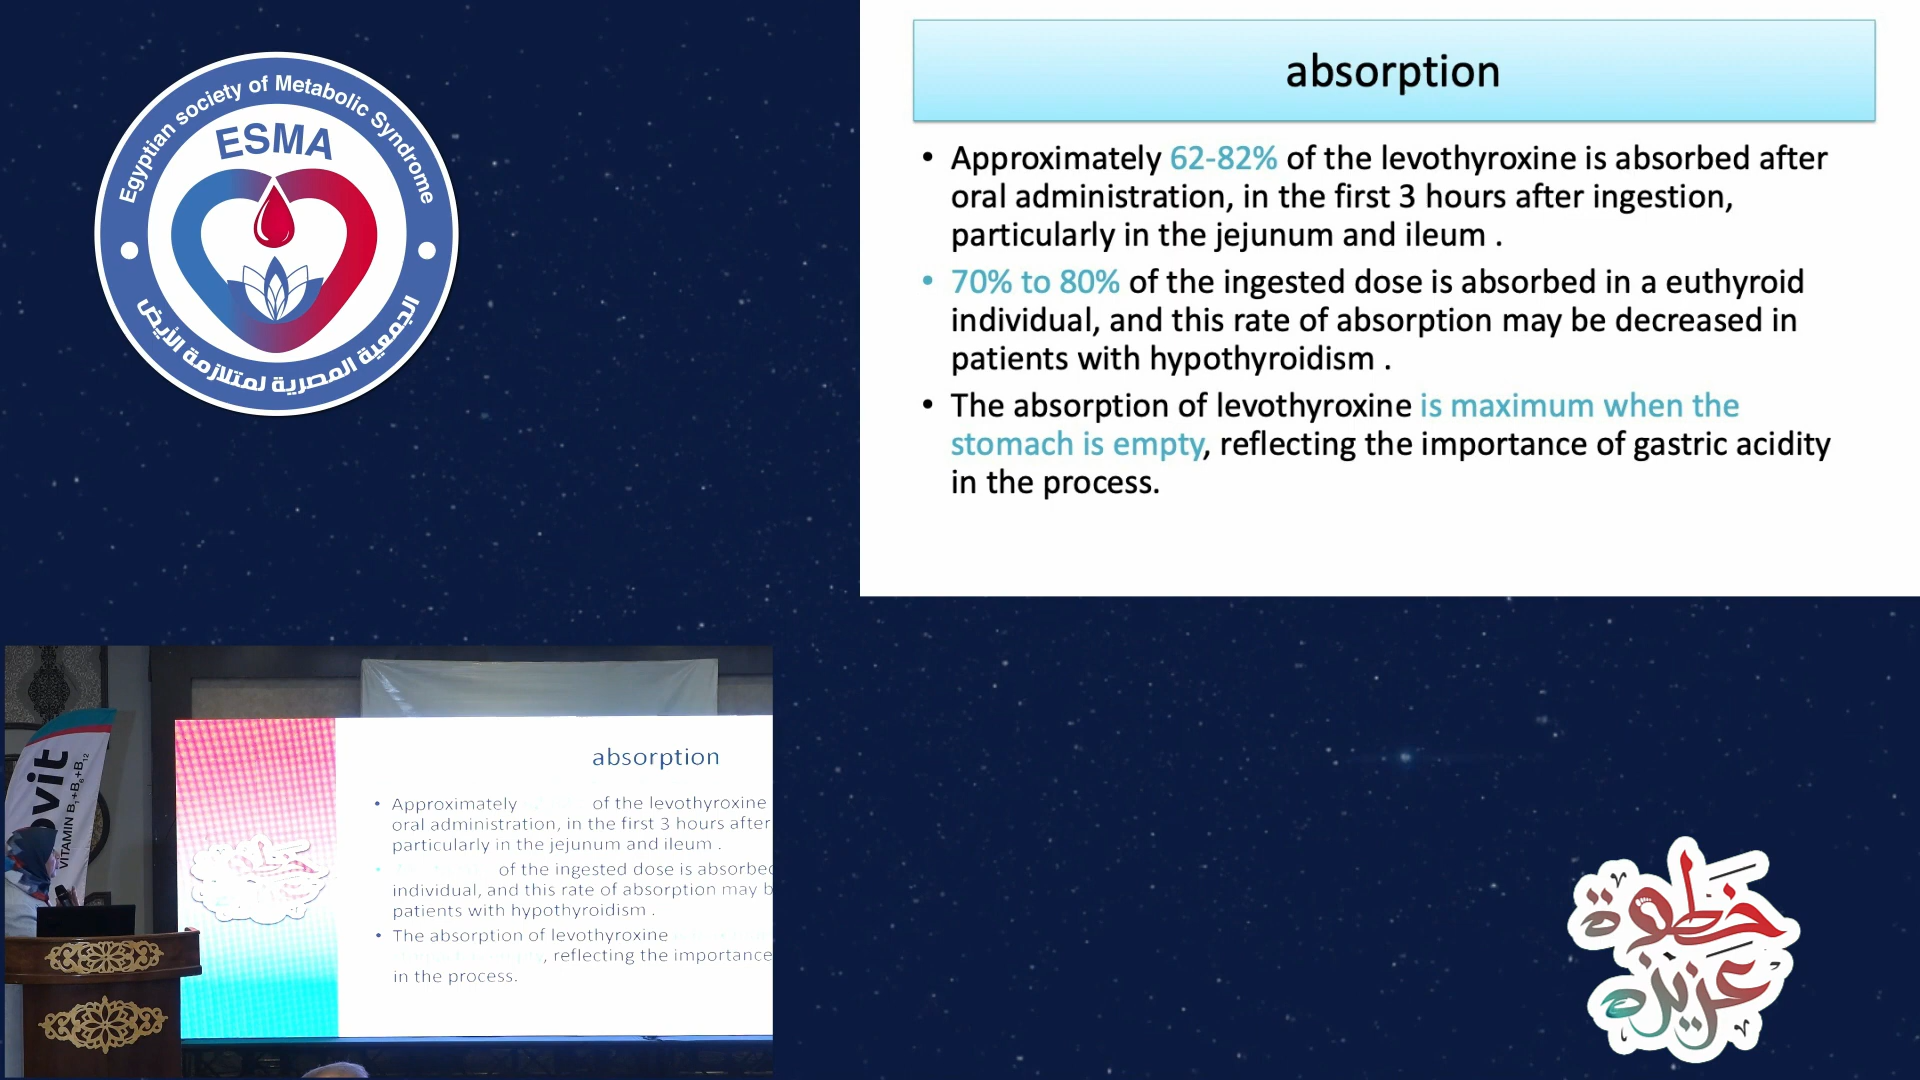 Egyptian society of Metabolic Syndrome
ESMA
الجمعية المصرية لمتلازمة الأيض
absorption
• Approximately 62-82% of the levothyroxine is absorbed after
oral administration, in the first 3 hours after ingestion,
particularly in the jejunum and ileum .
• 70% to 80% of the ingested dose is absorbed in a euthyroid
individual, and this rate of absorption may be decreased in
patients with hypothyroidism .
• The absorption of levothyroxine is maximum when the
stomach is empty, reflecting the importance of gastric acidity
in the process.
ovit
VITAMIN B1+B6+B12
absorption
• Approximately of the levothyroxine
oral administration, in the first 3 hours after
particularly in the jejunum and ileum .
• of the ingested dose is absorbed
individual, and this rate of absorption may b
patients with hypothyroidism .
• The absorption of levothyroxine
, reflecting the importance
in the process.
خطوة
عزيزة